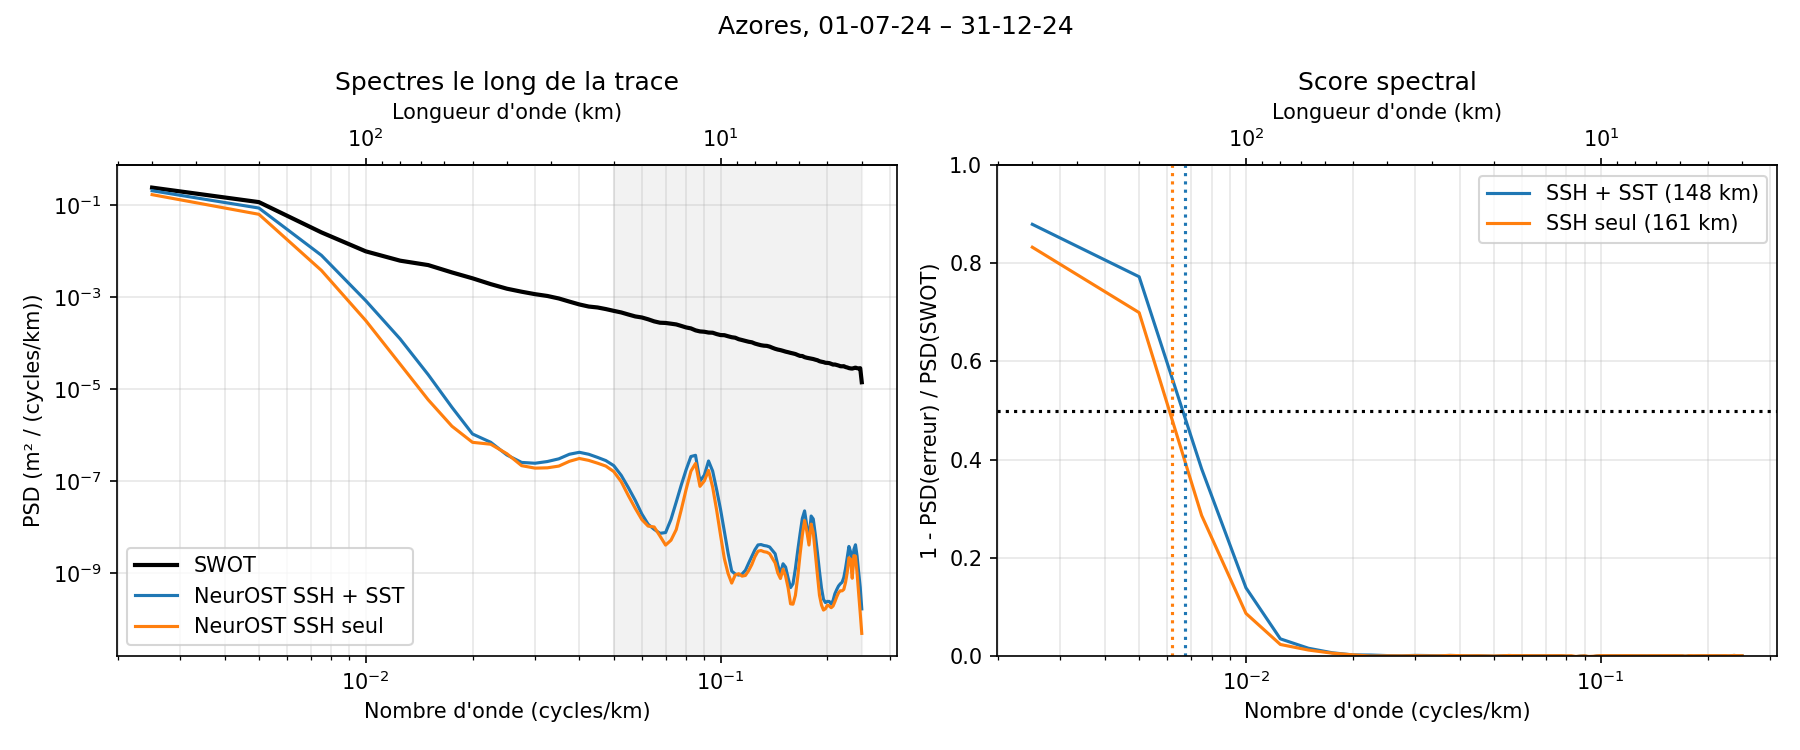 Azores, 01-07-24 – 31-12-24
Spectres le long de la trace
Longueur d'onde (km)
10² 10¹
PSD (m² / (cycles/km))
10⁻¹
10⁻³
10⁻⁵
10⁻⁷
10⁻⁹
SWOT
NeurOST SSH + SST
NeurOST SSH seul
10⁻² 10⁻¹
Nombre d'onde (cycles/km)
Score spectral
Longueur d'onde (km)
10² 10¹
1 - PSD(erreur) / PSD(SWOT)
1.0
0.8
0.6
0.4
0.2
0.0
SSH + SST (148 km)
SSH seul (161 km)
10⁻² 10⁻¹
Nombre d'onde (cycles/km)